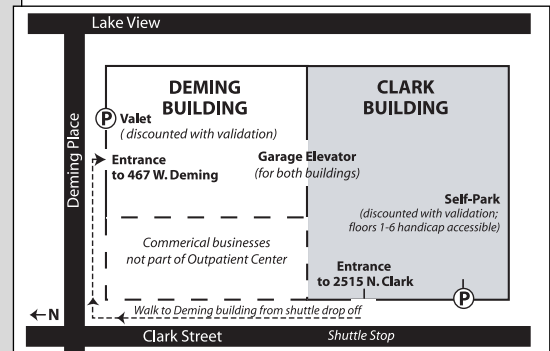 Lake View
Deming Place
DEMING
BUILDING
P
Valet
( discounted with validation)
Entrance
to 467 W. Deming
CLARK
BUILDING
Garage Elevator
(for both buildings)
Self-Park
(discounted with validation;
floors 1-6 handicap accessible)
Commerical businesses
not part of Outpatient Center
Entrance
to 2515 N. Clark
P
N
Walk to Deming building from shuttle drop off
Clark Street
Shuttle Stop